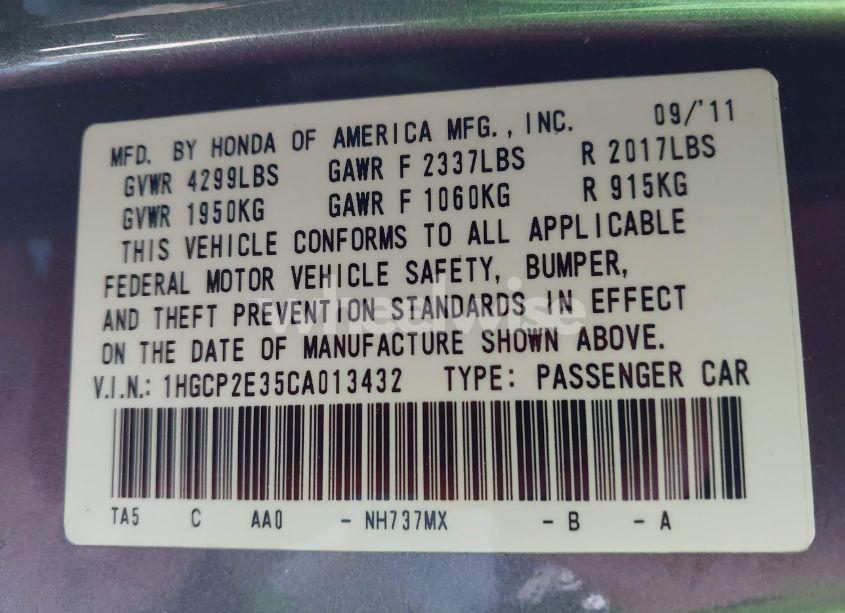 MFD. BY HONDA OF AMERICA MFG., INC. 09/'11
GVWR 4299LBS GAWR F 2337LBS R 2017LBS
GVWR 1950KG GAWR F 1060KG R 915KG
THIS VEHICLE CONFORMS TO ALL APPLICABLE
FEDERAL MOTOR VEHICLE SAFETY, BUMPER,
AND THEFT PREVENTION STANDARDS IN EFFECT
wheelwise
ON THE DATE OF MANUFACTURE SHOWN ABOVE.
V.I.N.: 1HGCP2E35CA013432 TYPE: PASSENGER CAR
TA5 C AA0 - NH737MX - B - A